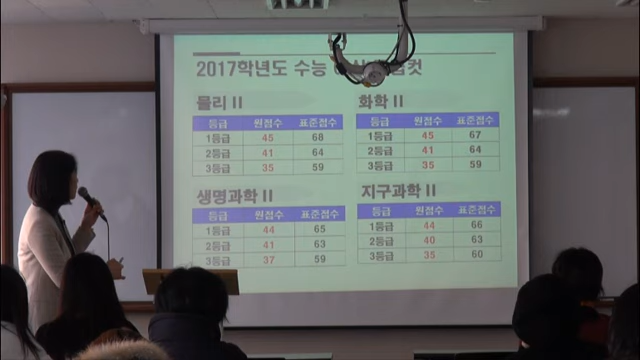 2017학년도 수능
물리 II
등급 원점수 표준점수
1등급 45 68
2등급 41 64
3등급 35 59
화학 II
등급 원점수 표준점수
1등급 45 67
2등급 41 64
3등급 35 59
생명과학 II
등급 원점수 표준점수
1등급 44 65
2등급 41 63
3등급 37 59
지구과학 II
등급 원점수 표준점수
1등급 44 66
2등급 40 63
3등급 35 60